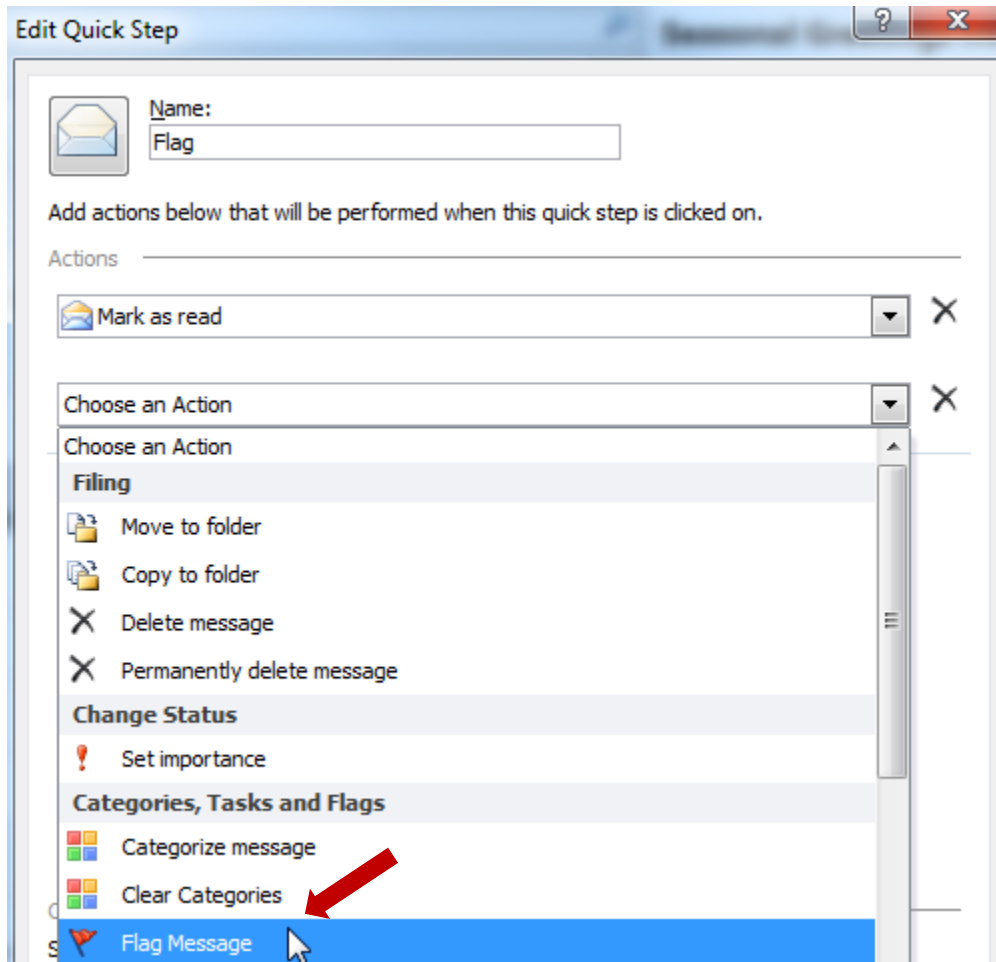 Edit Quick Step
Name:
Flag
Add actions below that will be performed when this quick step is clicked on.
Actions
Mark as read
Choose an Action
Choose an Action
Filing
Move to folder
Copy to folder
Delete message
Permanently delete message
Change Status
Set importance
Categories, Tasks and Flags
Categorize message
Clear Categories
Flag Message